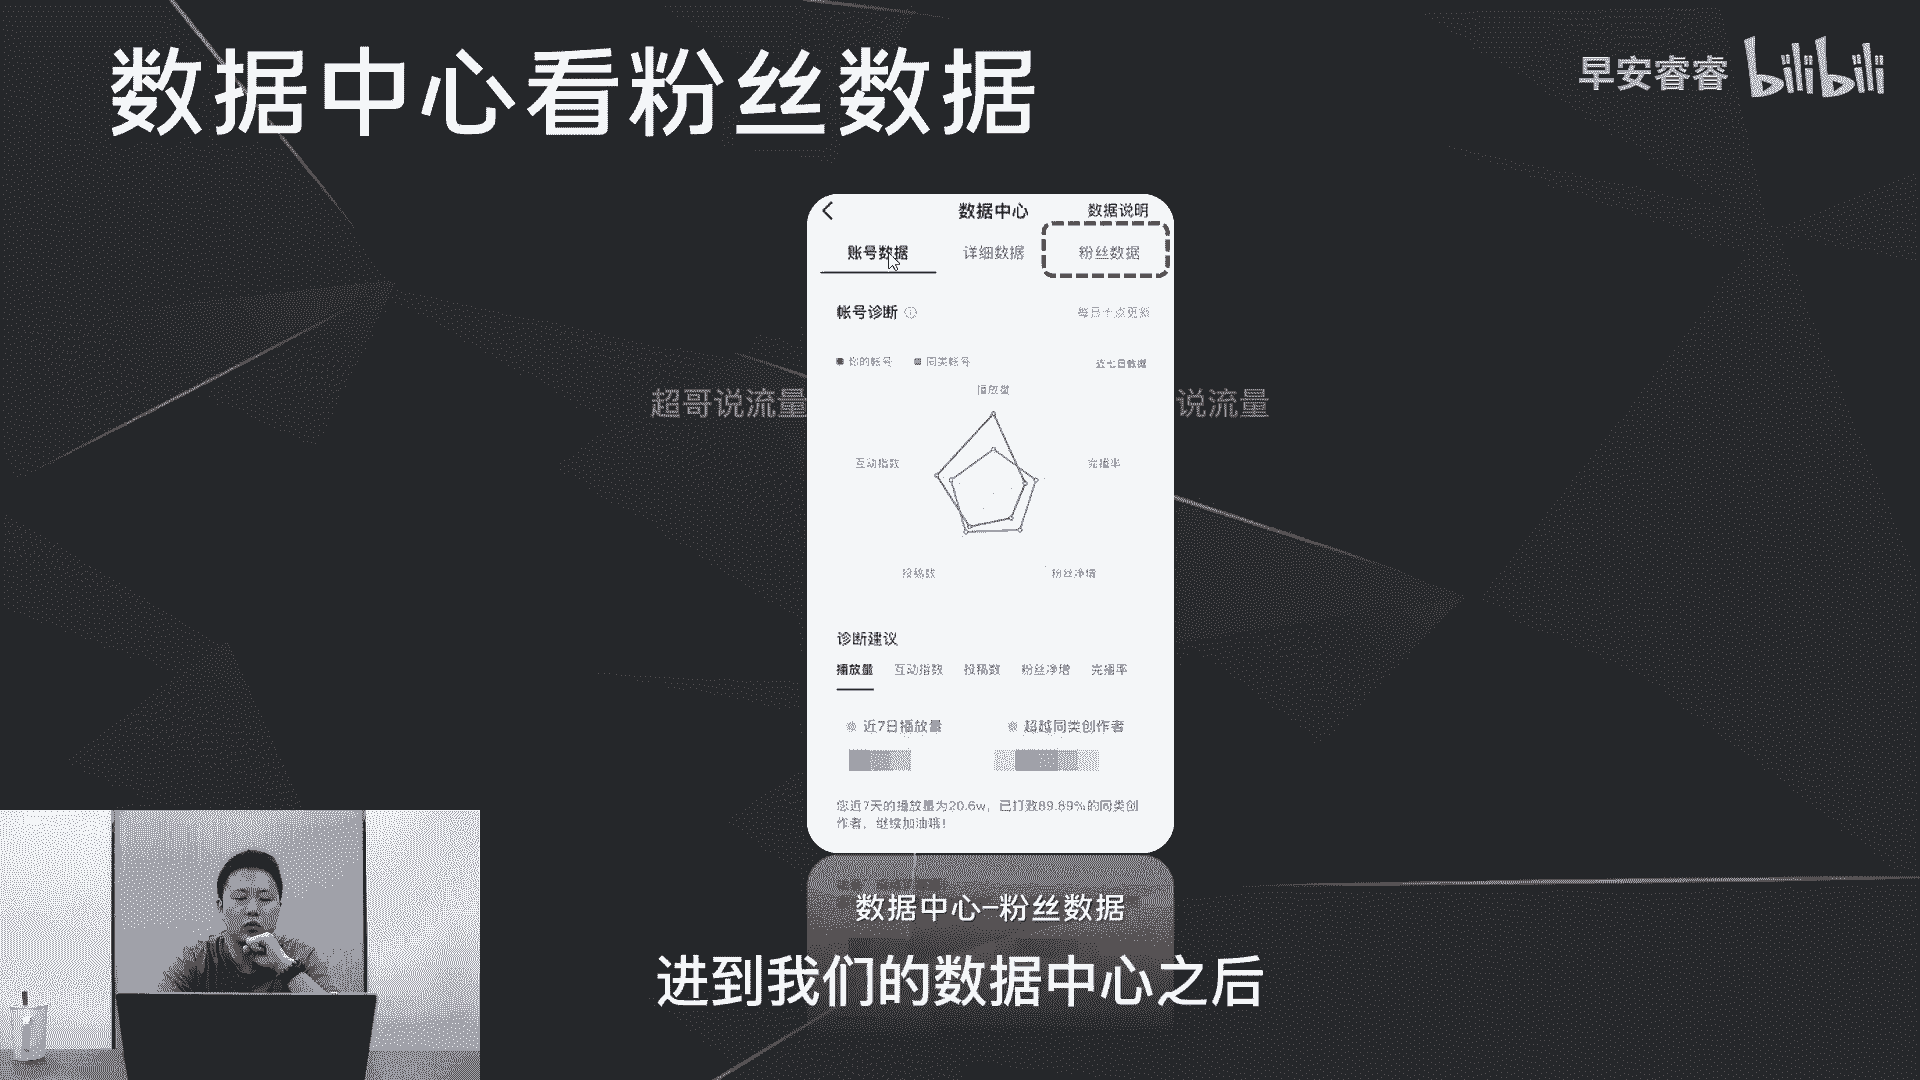 数据中心看粉丝数据
早安睿睿 bilibili
数据中心
数据说明
账号数据
详细数据
粉丝数据
帐号诊断
每日十点更新
你的帐号
同类帐号
近七日数据
播放量
互动指数
完播率
投稿数
粉丝净增
超哥说流量
说流量
诊断建议
播放量 互动指数 投稿数 粉丝净增 完播率
近7日播放量
超越同类创作者
您近7天的播放量为20.6w，已打败89.89%的同类创
作者，继续加油哦！
数据中心-粉丝数据
进到我们的数据中心之后